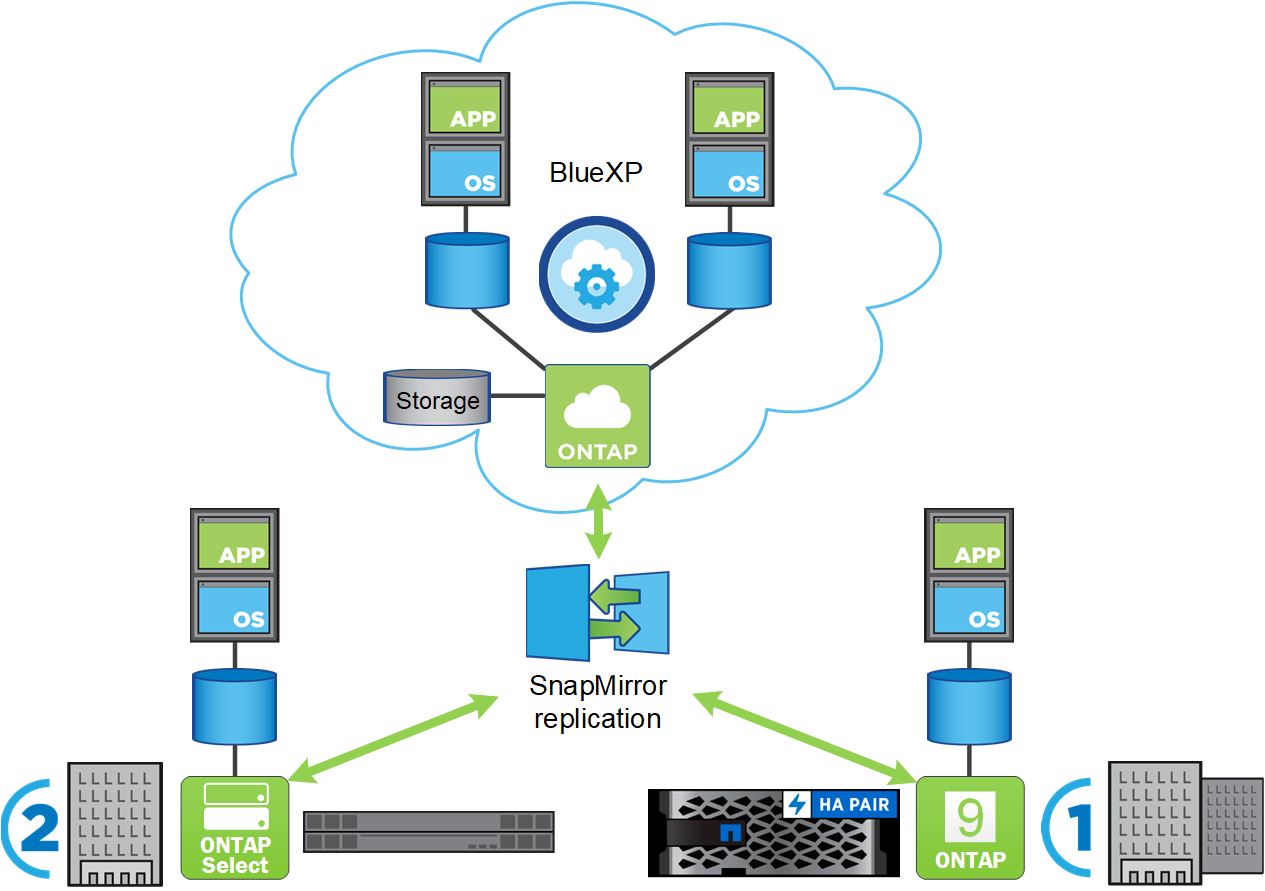 APP
OS
APP
OS
BlueXP
Storage
ONTAP
APP
OS
APP
OS
SnapMirror
replication
2
ONTAP
Select
HA PAIR
9
ONTAP
1